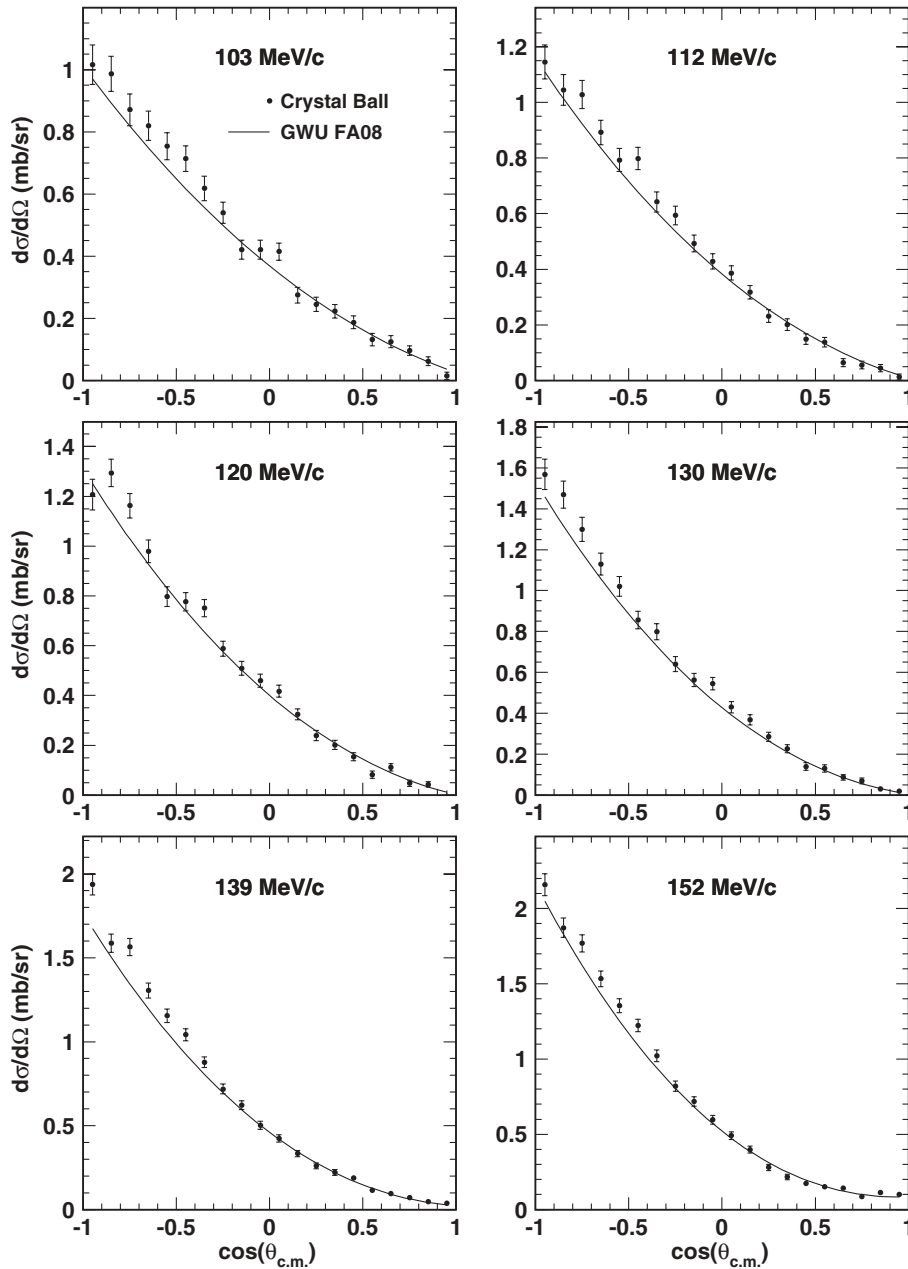 103 MeV/c
Crystal Ball
GWU FA08
dσ/dΩ (mb/sr)
1
0.8
0.6
0.4
0.2
0
-1 -0.5 0 0.5 1
112 MeV/c
1.2
1
0.8
0.6
0.4
0.2
0
-1 -0.5 0 0.5 1
120 MeV/c
dσ/dΩ (mb/sr)
1.4
1.2
1
0.8
0.6
0.4
0.2
0
-1 -0.5 0 0.5 1
130 MeV/c
1.8
1.6
1.4
1.2
1
0.8
0.6
0.4
0.2
0
-1 -0.5 0 0.5 1
139 MeV/c
dσ/dΩ (mb/sr)
2
1.5
1
0.5
0
-1 -0.5 0 0.5 1
cos(θc.m.)
152 MeV/c
2
1.5
1
0.5
0
-1 -0.5 0 0.5 1
cos(θc.m.)